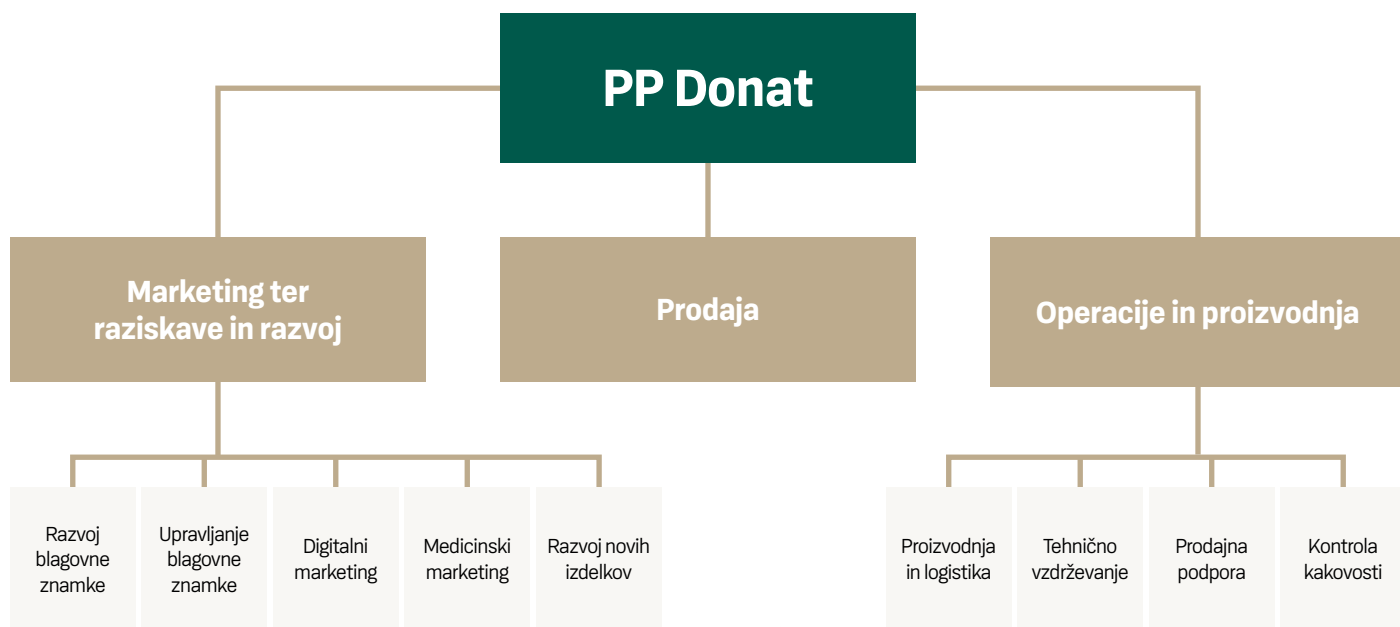 PP Donat
Marketing ter
raziskave in razvoj
Prodaja
Operacije in proizvodnja
Razvoj
blagovne
znamke
Upravljanje
blagovne
znamke
Digitalni
marketing
Medicinski
marketing
Razvoj novih
izdelkov
Proizvodnja
in logistika
Tehnično
vzdrževanje
Prodajna
podpora
Kontrola
kakovosti